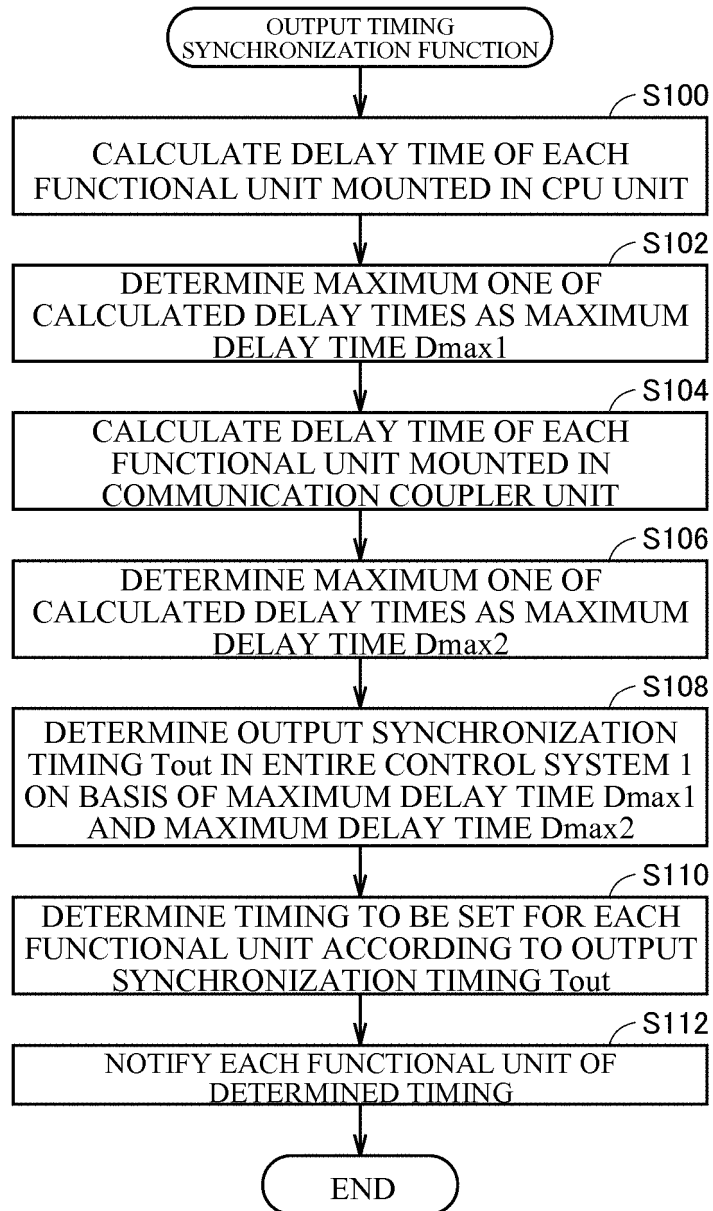 OUTPUT TIMING
SYNCHRONIZATION FUNCTION
S100
CALCULATE DELAY TIME OF EACH
FUNCTIONAL UNIT MOUNTED IN CPU UNIT
S102
DETERMINE MAXIMUM ONE OF
CALCULATED DELAY TIMES AS MAXIMUM
DELAY TIME Dmax1
S104
CALCULATE DELAY TIME OF EACH
FUNCTIONAL UNIT MOUNTED IN
COMMUNICATION COUPLER UNIT
S106
DETERMINE MAXIMUM ONE OF
CALCULATED DELAY TIMES AS MAXIMUM
DELAY TIME Dmax2
S108
DETERMINE OUTPUT SYNCHRONIZATION
TIMING Tout IN ENTIRE CONTROL SYSTEM 1
ON BASIS OF MAXIMUM DELAY TIME Dmax1
AND MAXIMUM DELAY TIME Dmax2
S110
DETERMINE TIMING TO BE SET FOR EACH
FUNCTIONAL UNIT ACCORDING TO OUTPUT
SYNCHRONIZATION TIMING Tout
S112
NOTIFY EACH FUNCTIONAL UNIT OF
DETERMINED TIMING
END